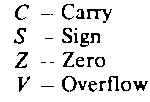 C – Carry
S – Sign
Z – Zero
V – Overflow